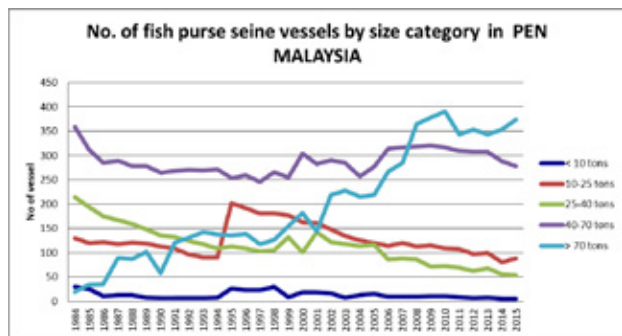 No. of fish purse seine vessels by size category in PEN
MALAYSIA
No of vessel
450
400
350
300
250
200
150
100
50
0
1984 1985 1986 1987 1988 1989 1990 1991 1992 1993 1994 1995 1996 1997 1998 1999 2000 2001 2002 2003 2004 2005 2006 2007 2008 2009 2010 2011 2012 2013 2014 2015
< 10 tons
10-25 tons
25-40 tons
40-70 tons
> 70 tons